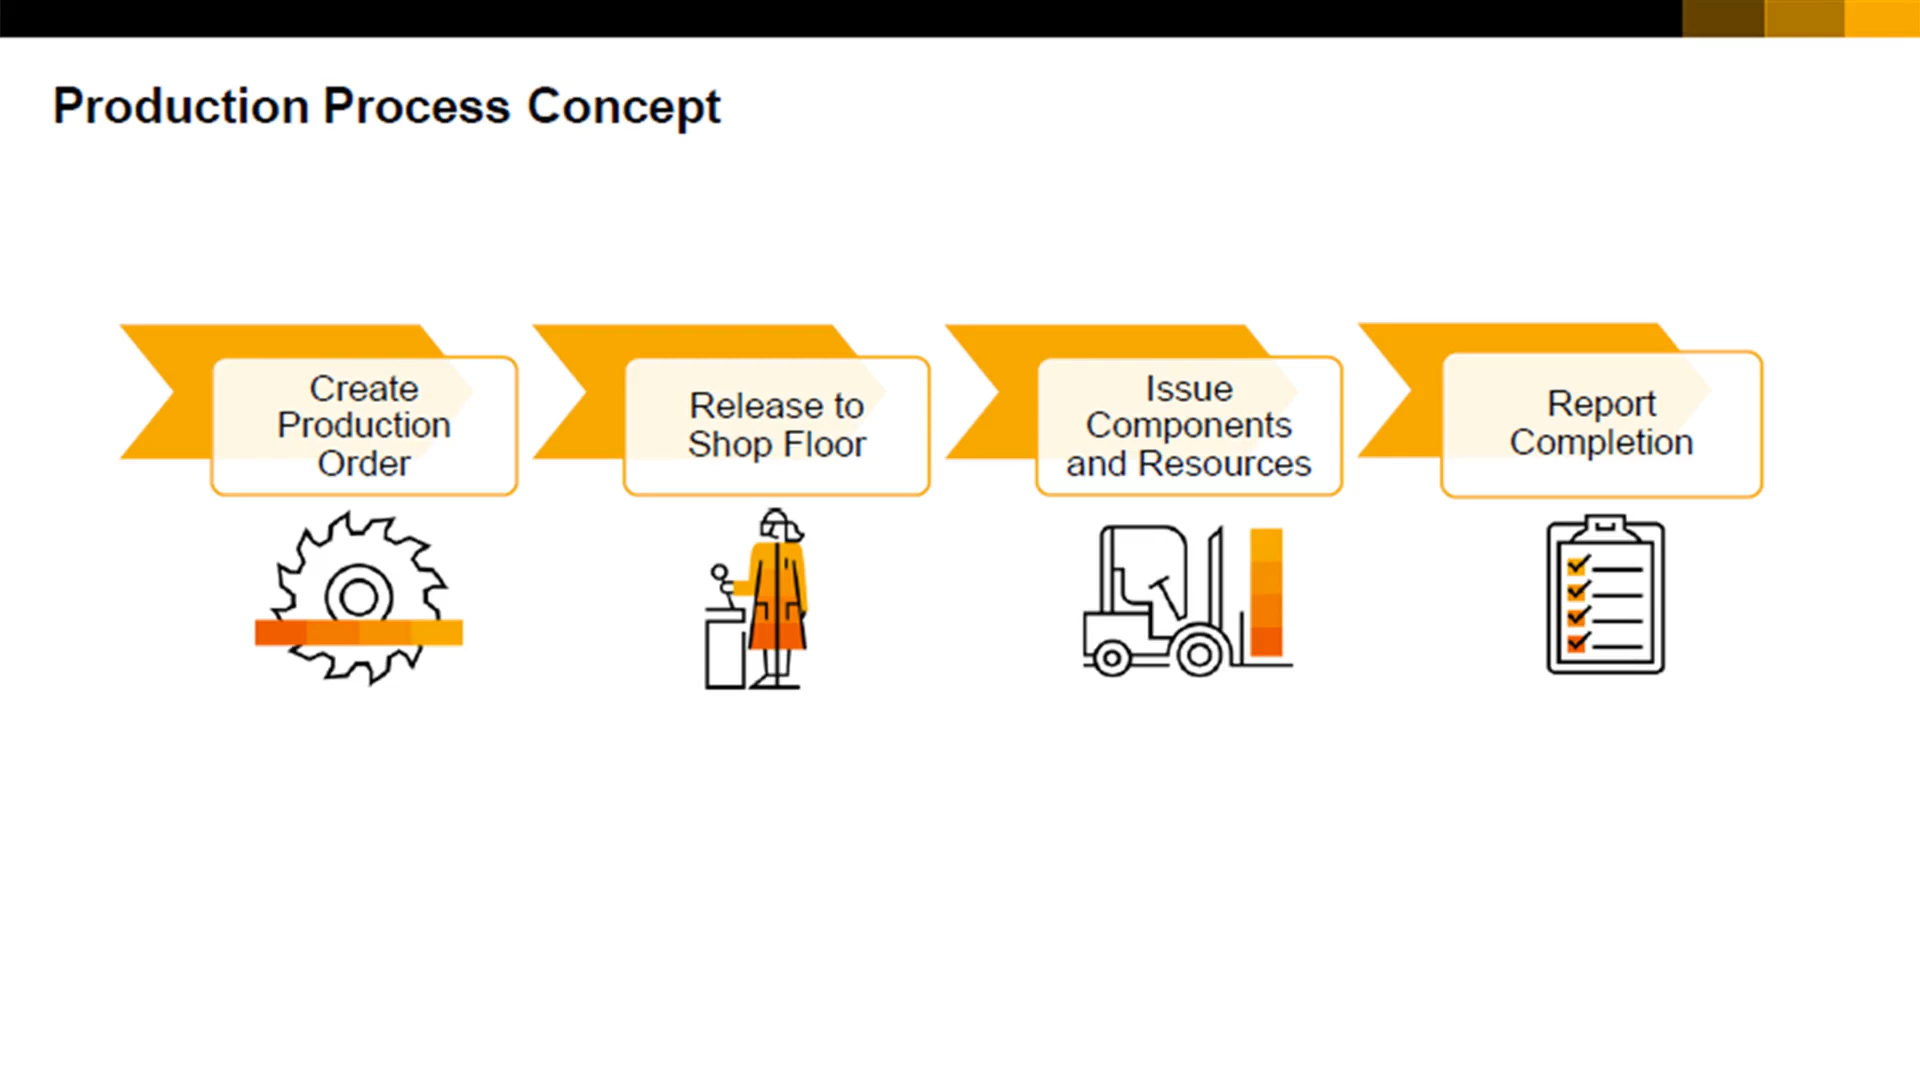 Production Process Concept
Create
Production
Order
Release to
Shop Floor
Issue
Components
and Resources
Report
Completion